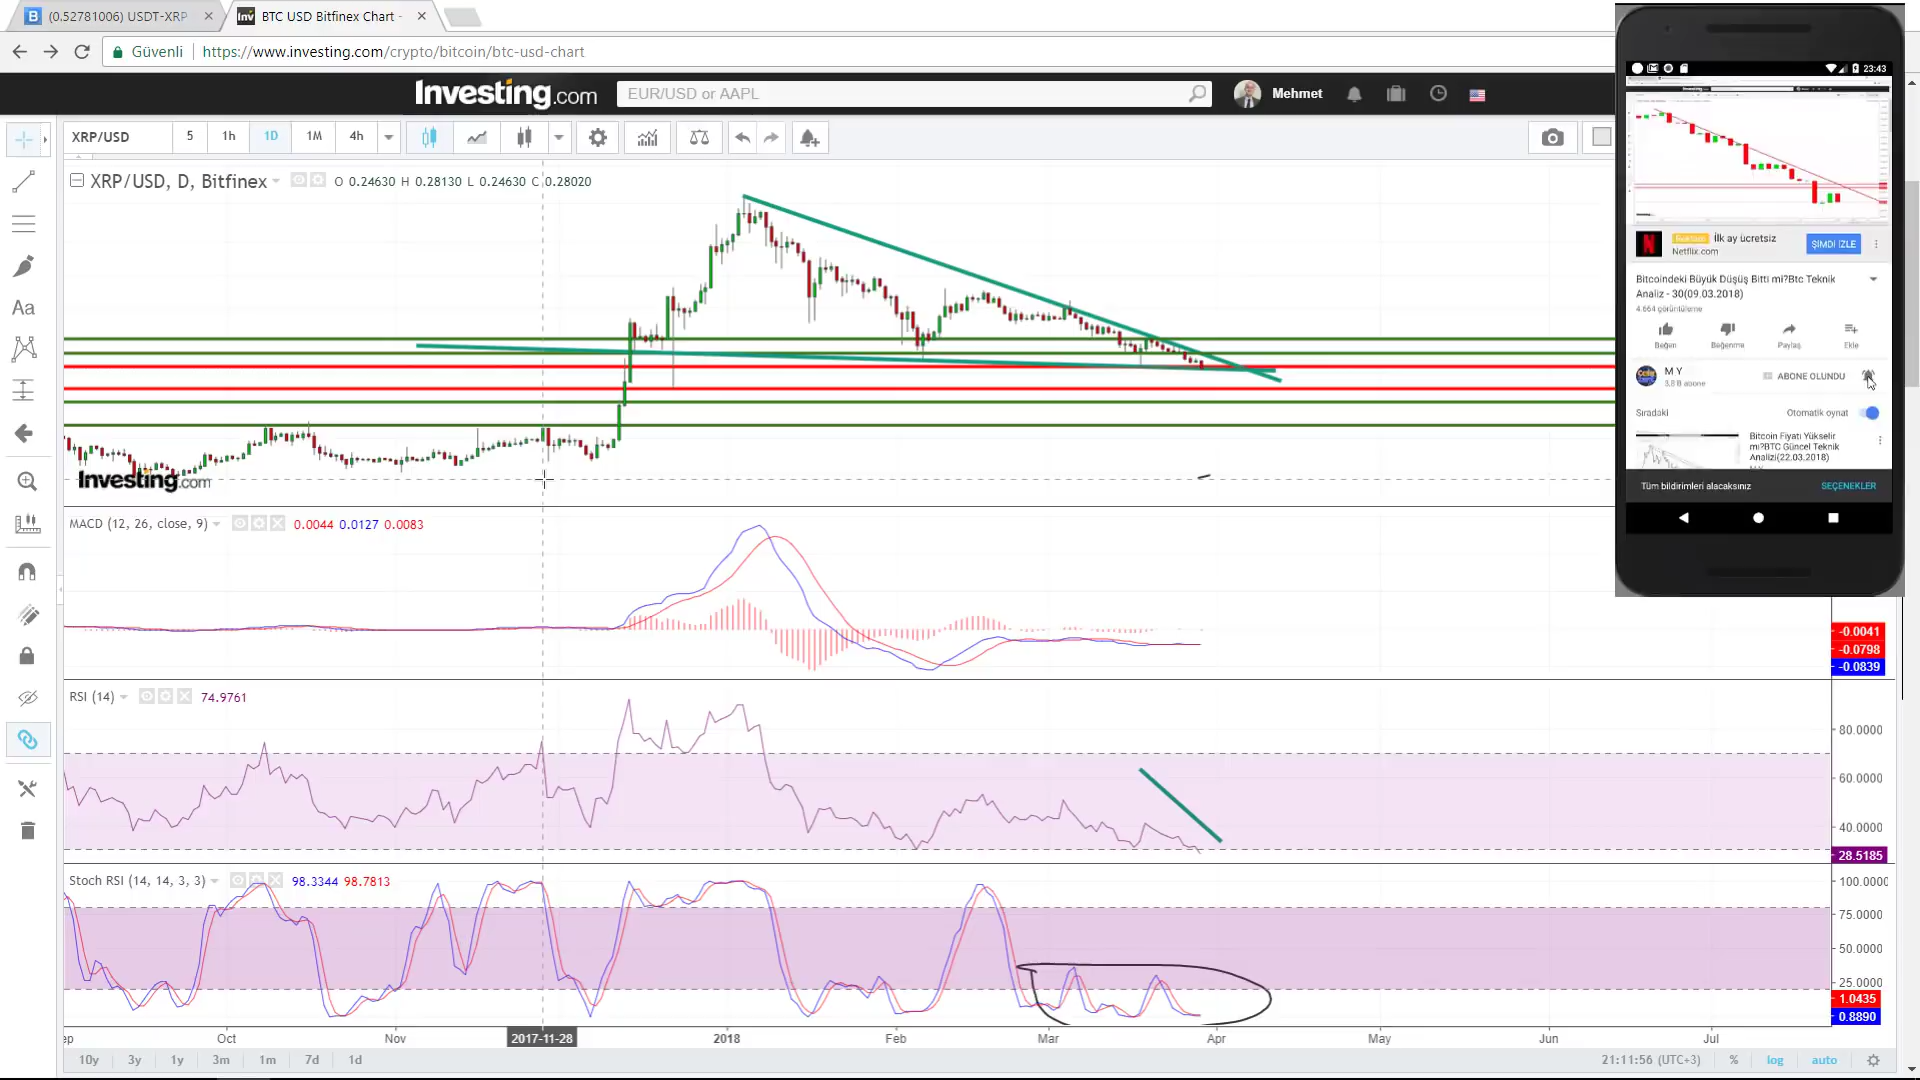 (0.52781006) USDT-XRP
BTC USD Bitfinex Chart -
Güvenli
https://www.investing.com/crypto/bitcoin/btc-usd-chart
Investing.com
EUR/USD or AAPL
Mehmet
XRP/USD 5 1h 1D 1M 4h
XRP/USD, D, Bitfinex
O 0.24630 H 0.28130 L 0.24630 C 0.28020
Aa
Investing.com
MACD (12, 26, close, 9) 0.0044 0.0127 0.0083
-0.0041
-0.0798
-0.0839
RSI (14) 74.9761
80.0000
60.0000
40.0000
28.5185
Stoch RSI (14, 14, 3, 3) 98.3344 98.7813
100.0000
75.0000
50.0000
25.0000
1.0435
0.8890
ep Oct Nov 2017-11-28 2018 Feb Mar Apr May Jun Jul
10y 3y 1y 3m 1m 7d 1d
21:11:56 (UTC+3) % log auto
23:43
İlk ay ücretsiz
Netflix.com
ŞİMDİ İZLE
Bitcoindeki Büyük Düşüş Bitti mi?Btc Teknik
Analiz - 30(09.03.2018)
4.664 görüntüleme
Beğen Beğenme Paylaş Ekle
M Y
3,8 B abone
ABONE OLUNDU
Sıradaki
Otomatik oynat
Bitcoin Fiyatı Yükselir
mi?BTC Güncel Teknik
Analizi(22.03.2018)
Tüm bildirimleri alacaksınız
SEÇENEKLER